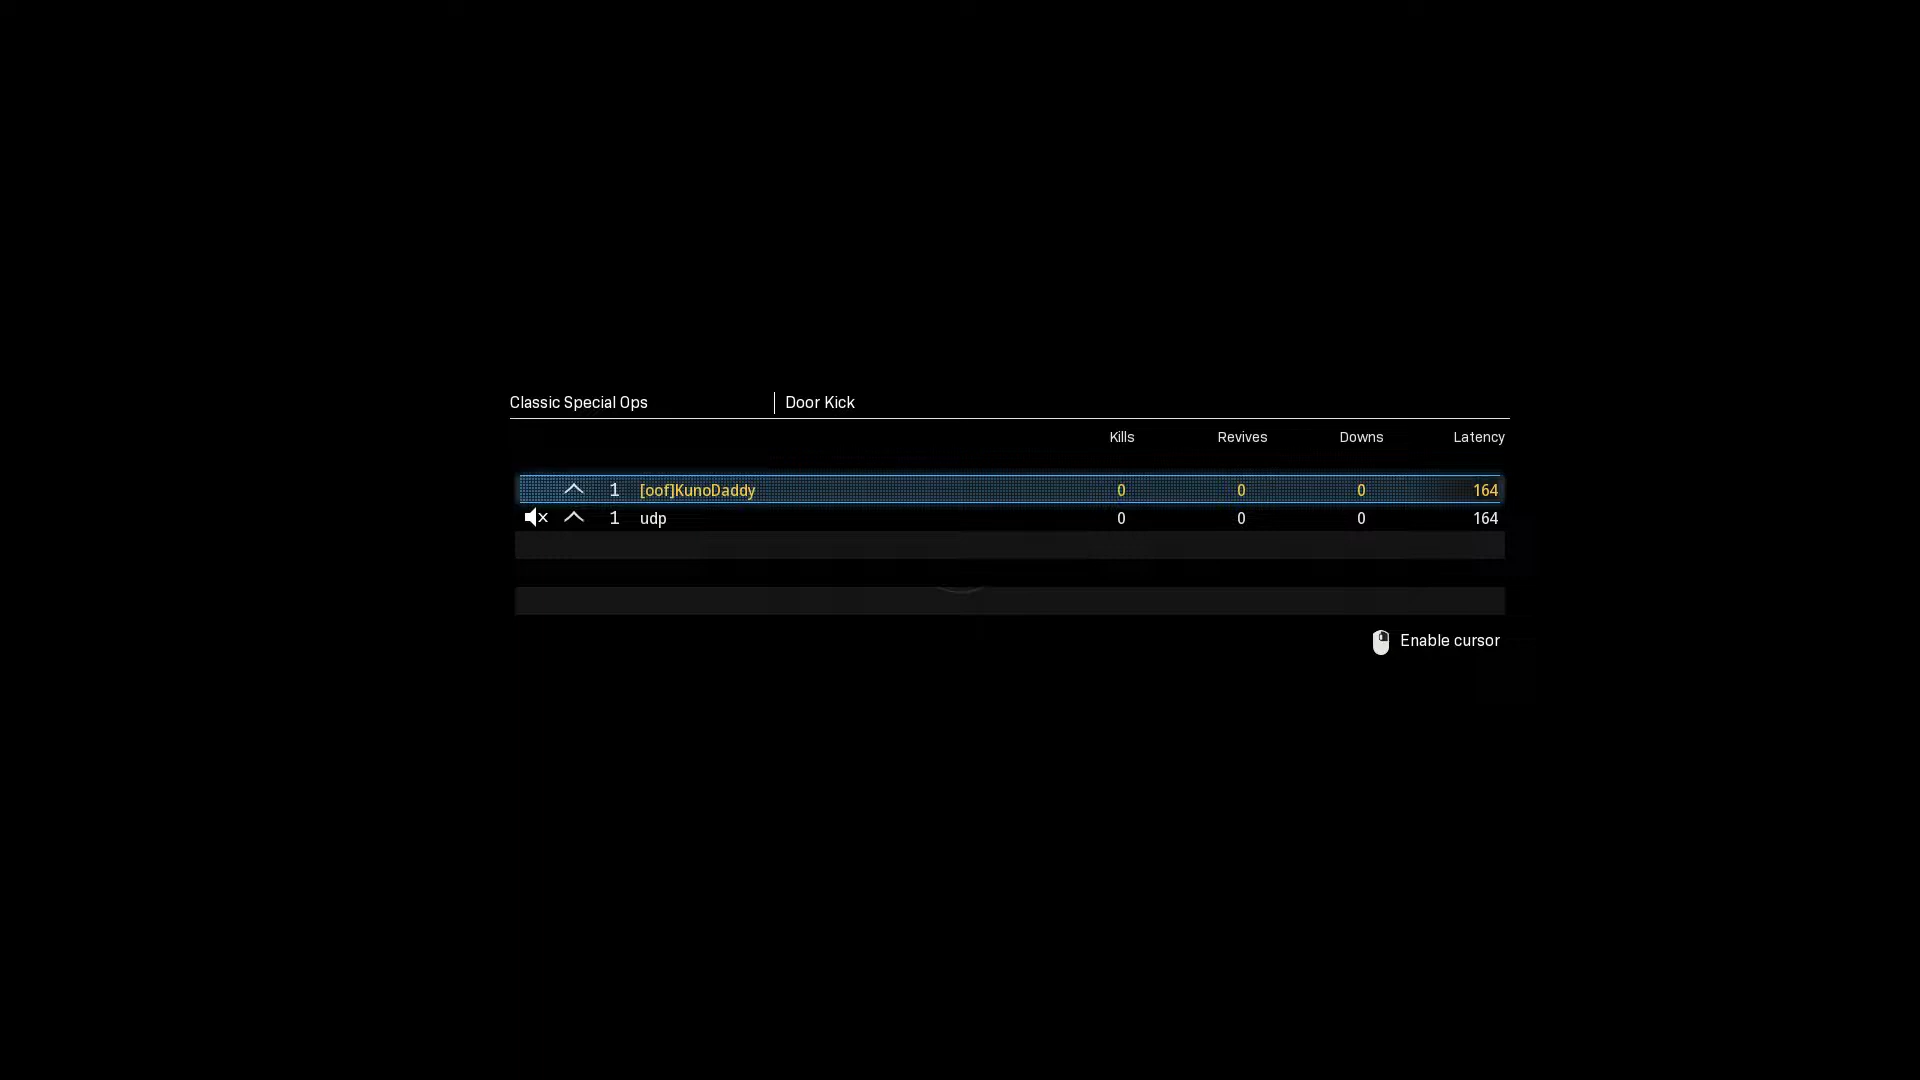 Classic Special Ops | Door Kick
Kills Revives Downs Latency
1 [oof]KunoDaddy 0 0 0 164
1 udp 0 0 0 164
Enable cursor